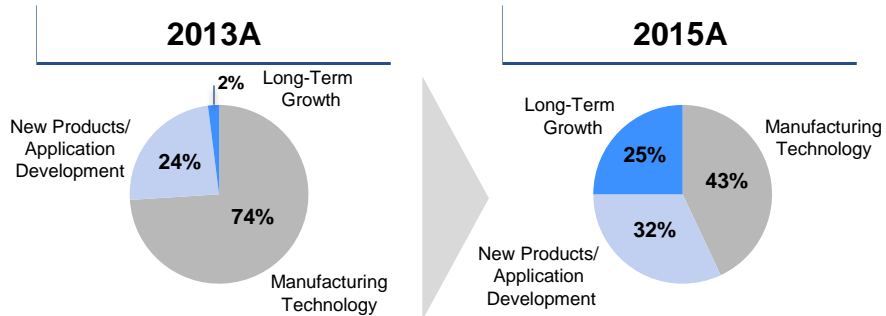 2013A
2%
Long-Term
Growth
New Products/
Application
Development
24%
74%
Manufacturing
Technology
2015A
Long-Term
Growth
25%
Manufacturing
Technology
43%
32%
New Products/
Application
Development